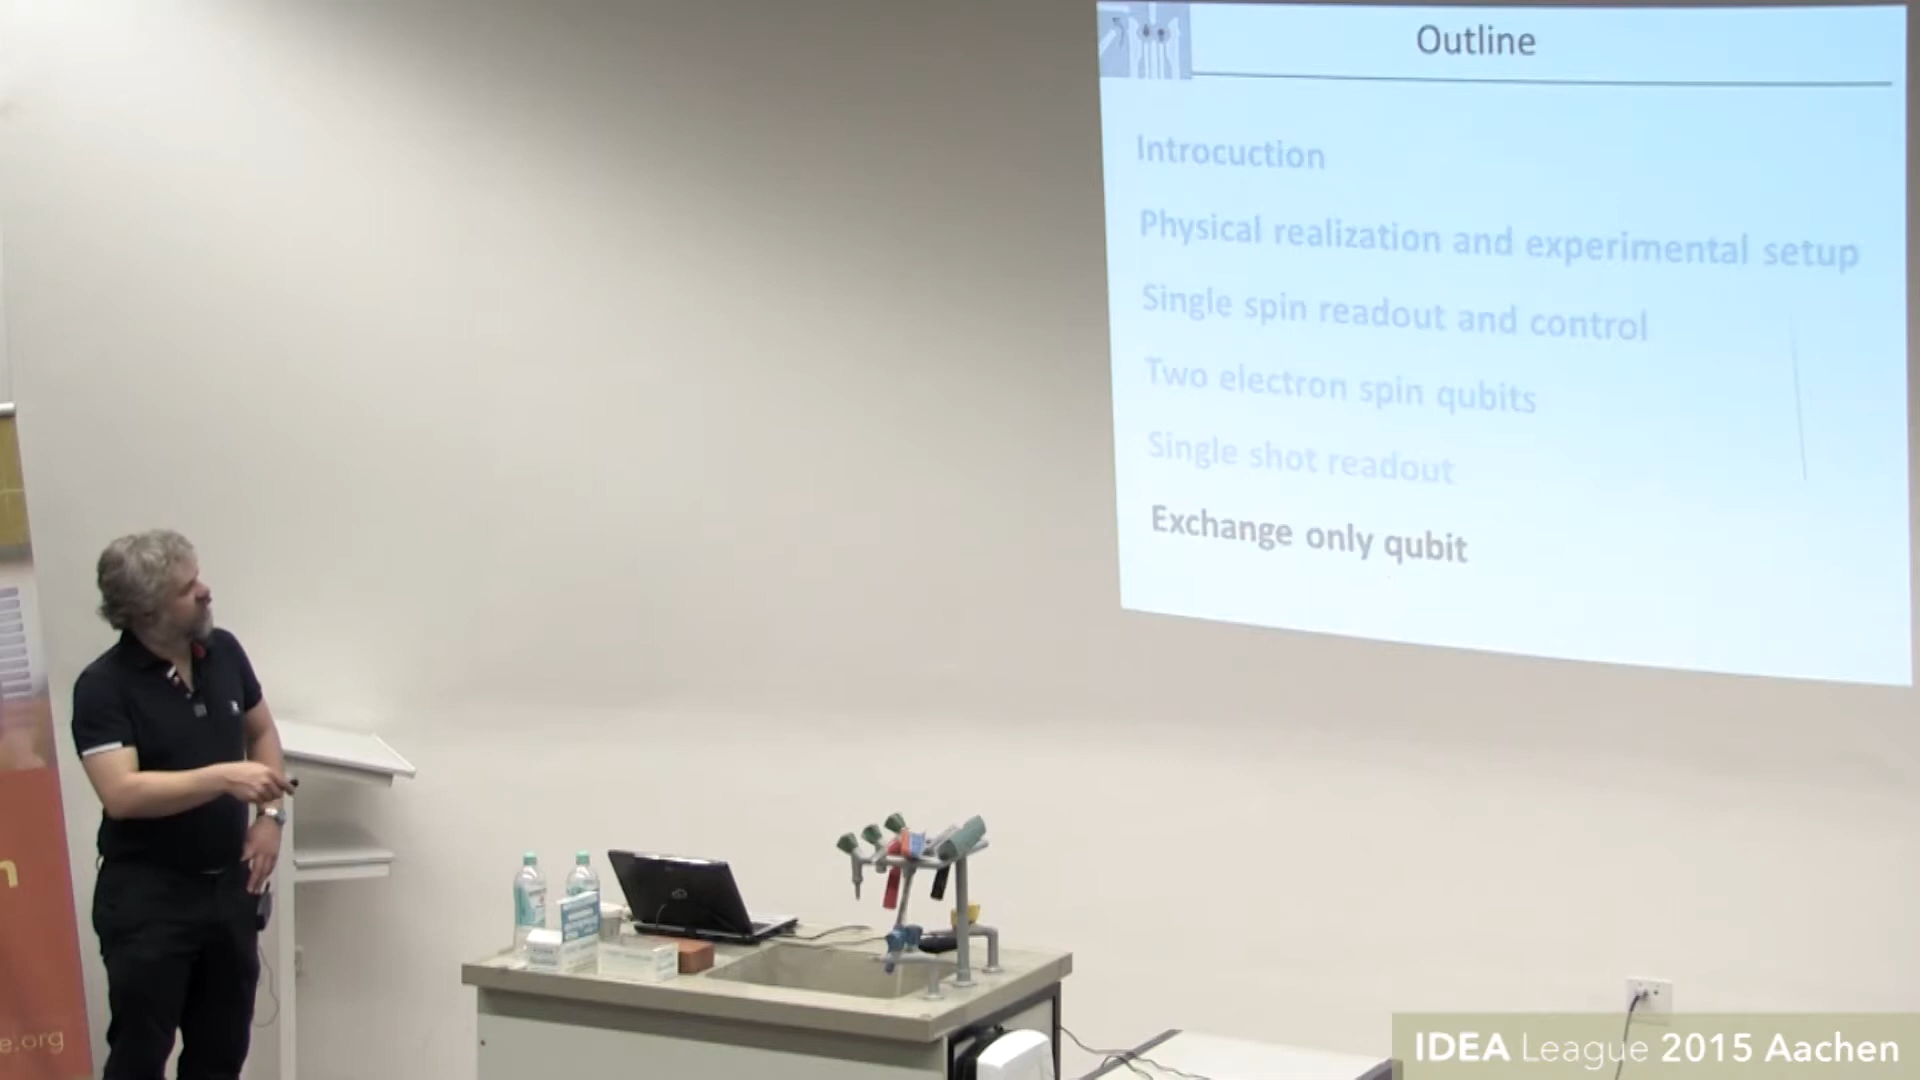 Outline
Introcuction
Physical realization and experimental setup
Single spin readout and control
Two electron spin qubits
Single shot readout
Exchange only qubit
n
e.org
IDEA League 2015 Aachen